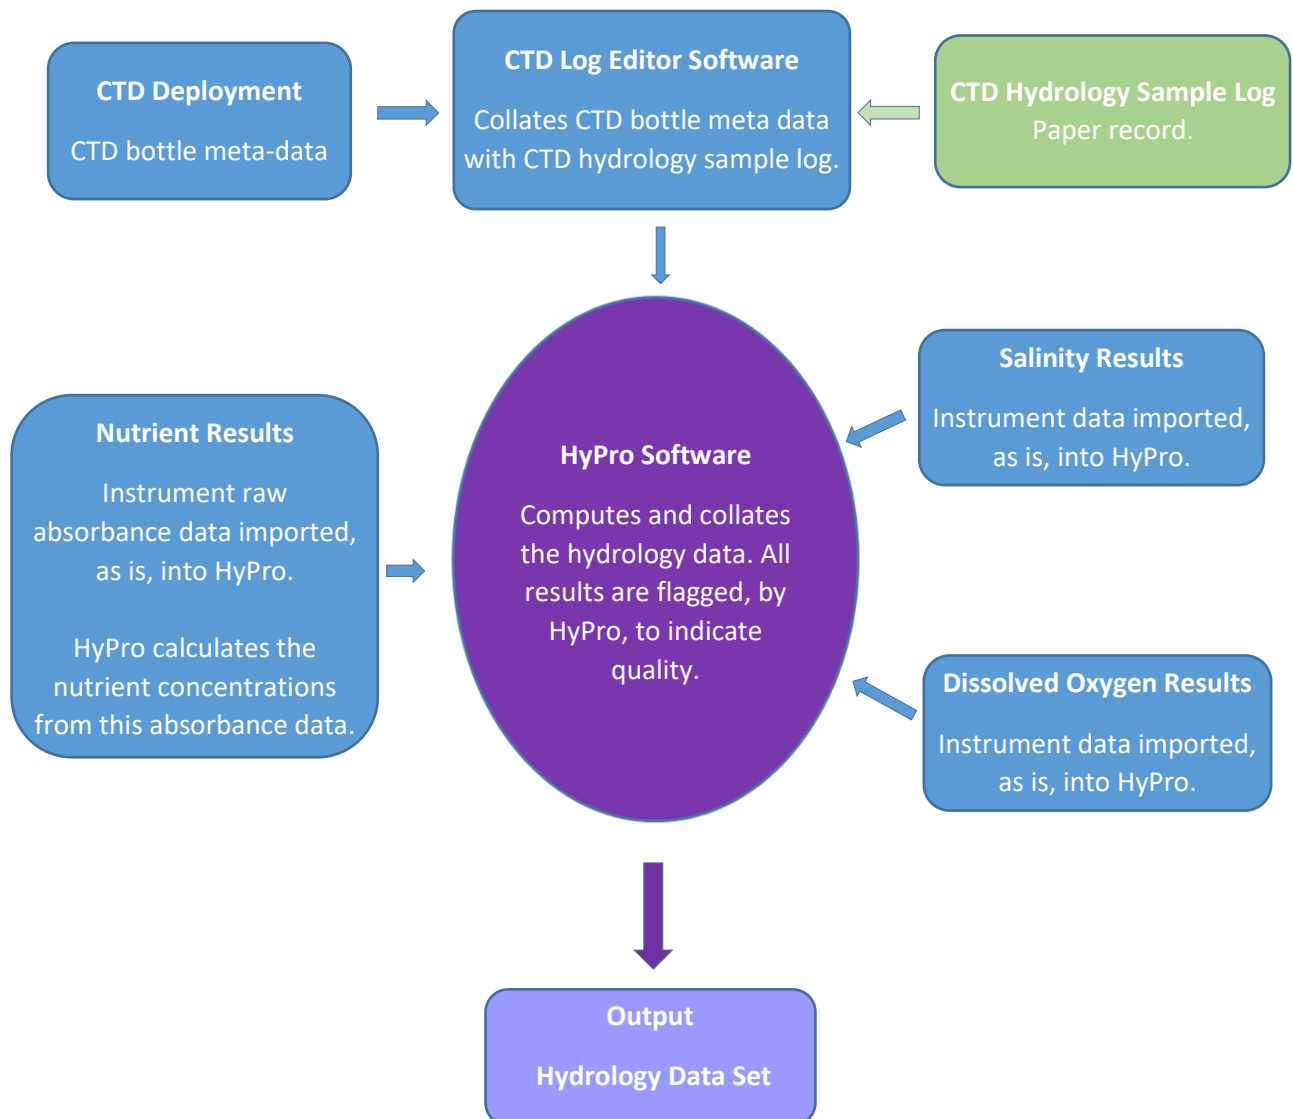 CTD Deployment
CTD bottle meta-data
CTD Log Editor Software
Collates CTD bottle meta data
with CTD hydrology sample log.
CTD Hydrology Sample Log
Paper record.
Nutrient Results
Instrument raw
absorbance data imported,
as is, into HyPro.
HyPro calculates the
nutrient concentrations
from this absorbance data.
HyPro Software
Computes and collates
the hydrology data. All
results are flagged, by
HyPro, to indicate
quality.
Salinity Results
Instrument data imported,
as is, into HyPro.
Dissolved Oxygen Results
Instrument data imported,
as is, into HyPro.
Output
Hydrology Data Set